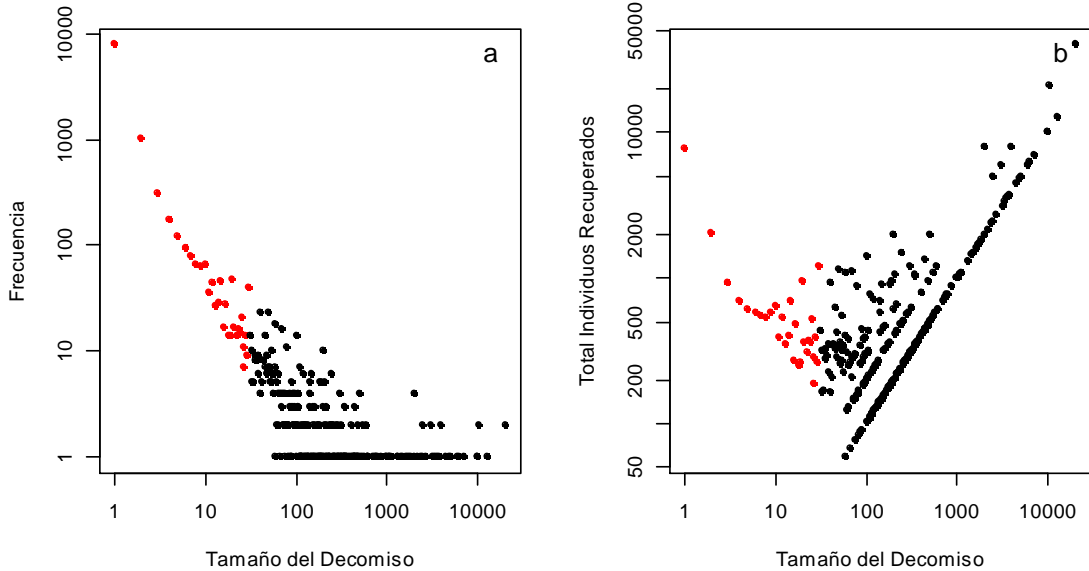 a
Frecuencia
10000
1000
100
10
1
1 10 100 1000 10000
Tamaño del Decomiso
b
Total Individuos Recuperados
50000
10000
2000
500
200
50
1 10 100 1000 10000
Tamaño del Decomiso